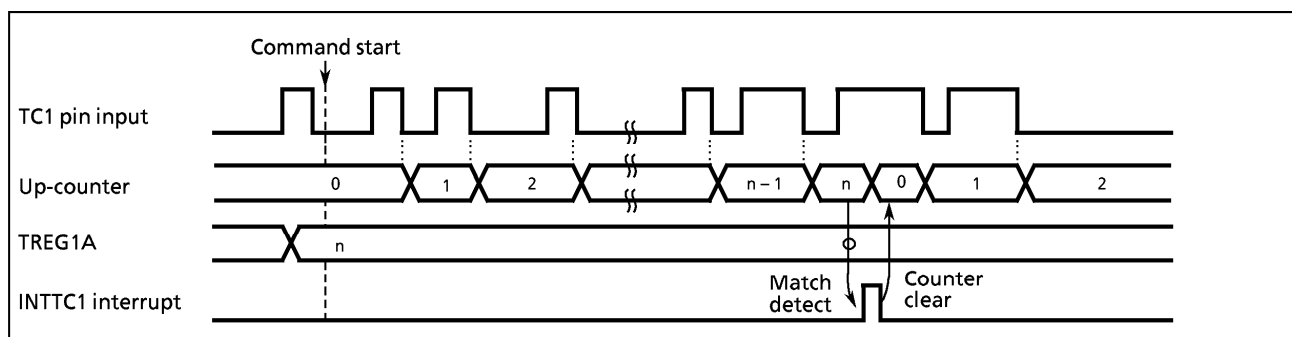 Command start
TC1 pin input
Up-counter
0 1 2 n – 1 n 0 1 2
TREG1A
n
Match
detect
Counter
clear
INTTC1 interrupt